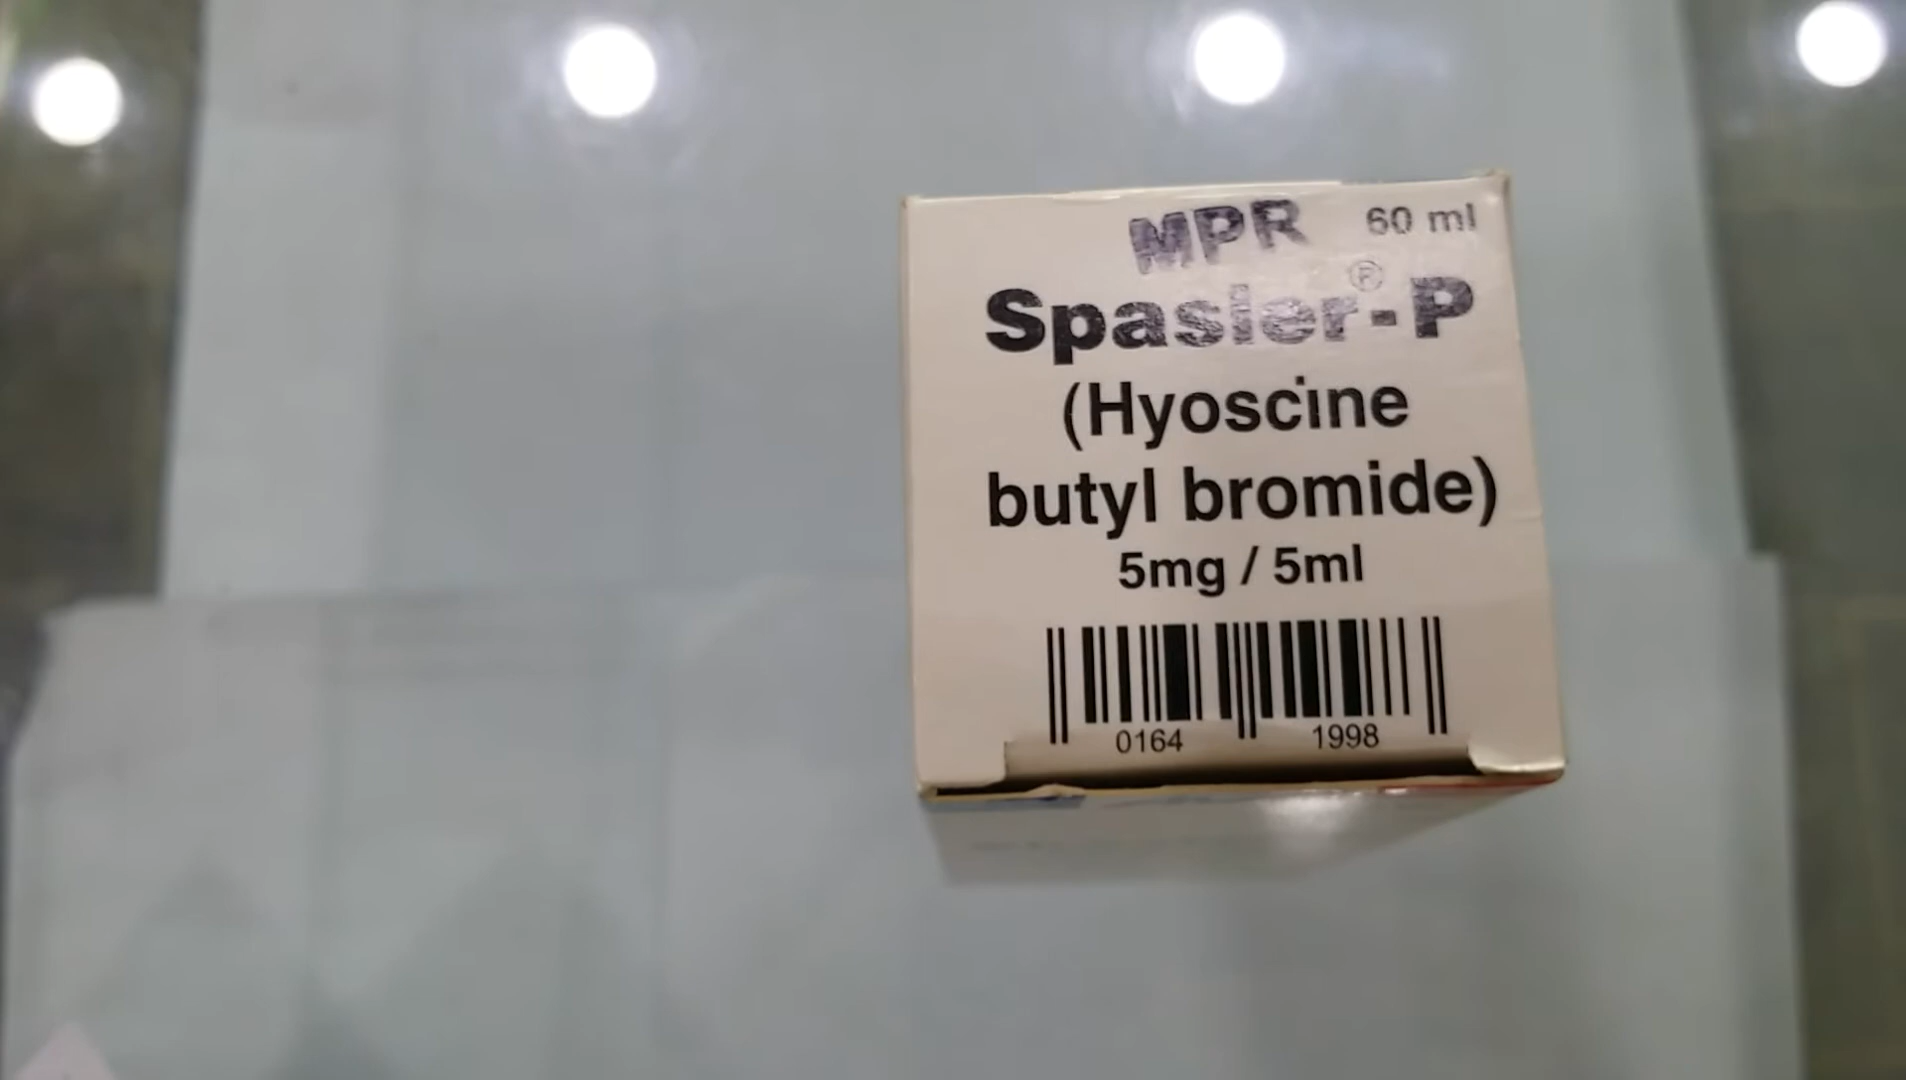 MPR 60 ml
Spasler®-P
(Hyoscine
butyl bromide)
5mg / 5ml
0164 1998